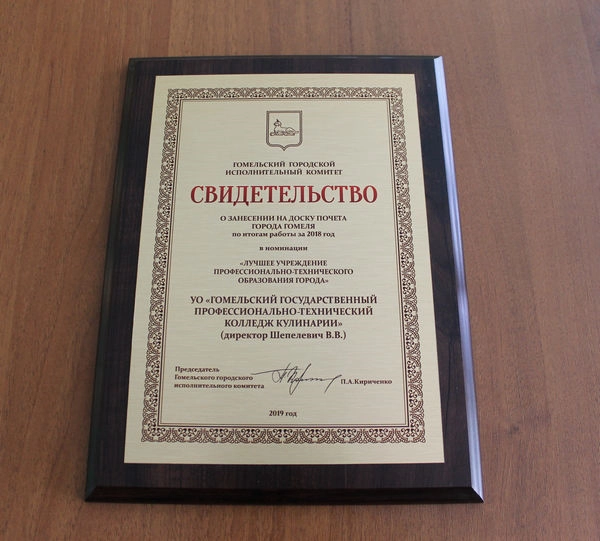 ГОМЕЛЬСКИЙ ГОРОДСКОЙ
ИСПОЛНИТЕЛЬНЫЙ КОМИТЕТ
СВИДЕТЕЛЬСТВО
О ЗАНЕСЕНИИ НА ДОСКУ ПОЧЕТА
ГОРОДА ГОМЕЛЯ
по итогам работы за 2018 год
в номинации
«ЛУЧШЕЕ УЧРЕЖДЕНИЕ
ПРОФЕССИОНАЛЬНО-ТЕХНИЧЕСКОГО
ОБРАЗОВАНИЯ ГОРОДА»
УО «ГОМЕЛЬСКИЙ ГОСУДАРСТВЕННЫЙ
ПРОФЕССИОНАЛЬНО-ТЕХНИЧЕСКИЙ
КОЛЛЕДЖ КУЛИНАРИИ»
(директор Шепелевич В.В.)
Председатель
Гомельского городского
исполнительного комитета
П.А.Кириченко
2019 год